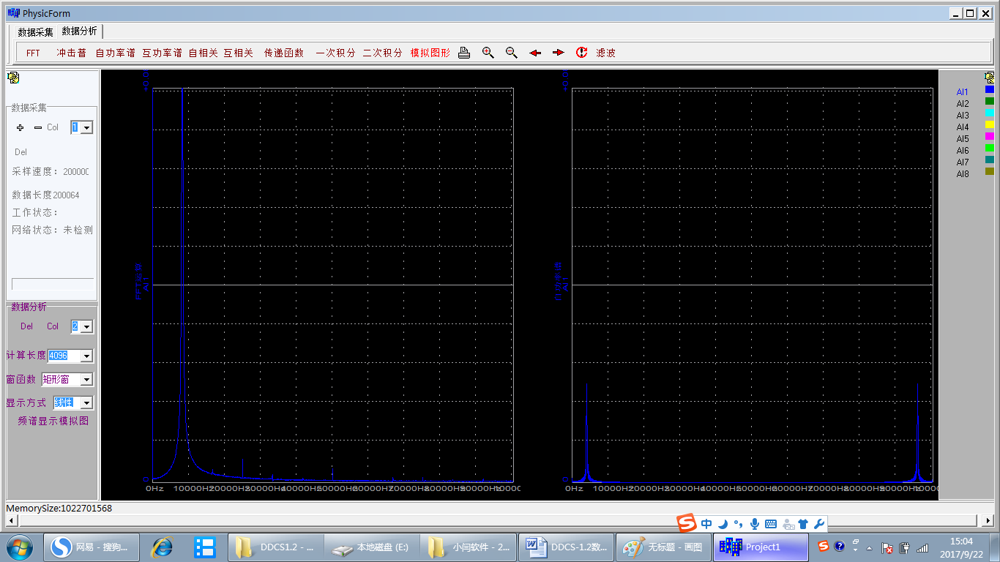 PhysicForm
数据采集 数据分析
FFT 冲击普 自功率谱 互功率谱 自相关 互相关 传递函数 一次积分 二次积分 模拟图形 滤波
数据采集
Col 1
Del
采样速度：
数据长度200064
工作状态：
网络状态：未检测
数据分析
Del Col 2
计算长度 4096
窗函数 矩形窗
显示方式 线性
频谱显示模拟图
AI1
0
0Hz
AI1
0
0Hz
AI1
AI2
AI3
AI4
AI5
AI6
AI7
AI8
MemorySize:1022701568
中
网易 - 搜狗...
DDCS1.2 - ...
本地磁盘 (E:)
小闫软件 - 2...
DDCS-1.2数...
无标题 - 画图
Project1
15:04
2017/9/22